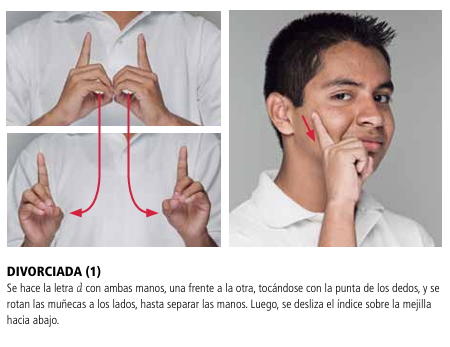 DIVORCIADA (1)
Se hace la letra d con ambas manos, una frente a la otra, tocándose con la punta de los dedos, y se
rotan las muñecas a los lados, hasta separar las manos. Luego, se desliza el índice sobre la mejilla
hacia abajo.